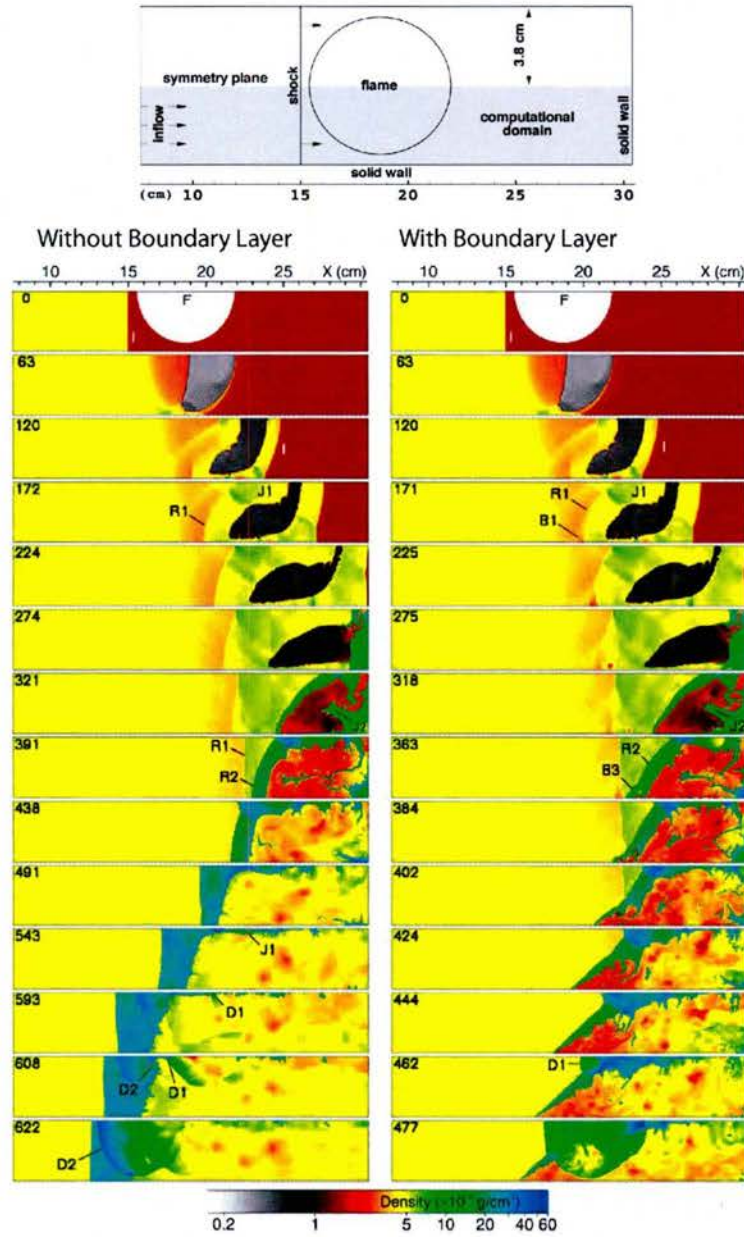 3.8 cm
symmetry plane
shock
flame
inflow
computational domain
solid wall
solid wall
(cm) 10 15 20 25 30
Without Boundary Layer
With Boundary Layer
10 15 20 25 X (cm)
10 15 20 25 X (cm)
0 F
0 F
63
63
120
120
172 R1 J1
171 R1 B1 J1
224
225
274
275
321
318 J2
391 R1 R2
363 R2 B3
438
384
491
402
543 J1
424
593 D1
444
608 D2 D1
462 D1
622 D2
477
Density
0.2 1 5 10 20 40 60